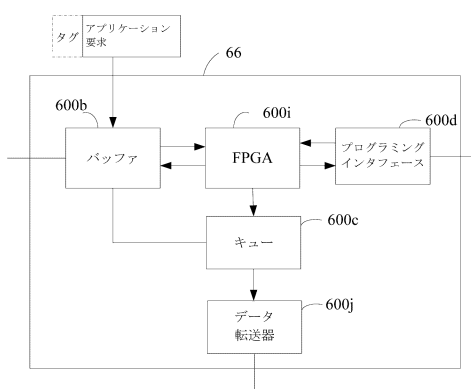 タグ
アプリケーション
要求
66
600b
600i
600d
バッファ
FPGA
プログラミング
インタフェース
600c
キュー
600j
データ
転送器